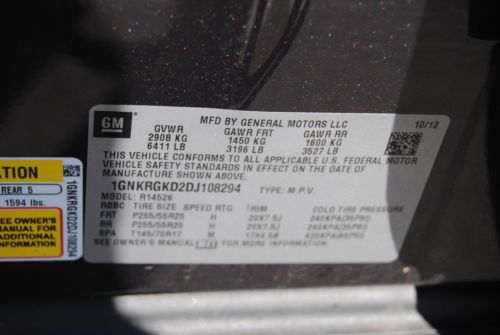 GM
MFD BY GENERAL MOTORS LLC
10/12
GVWR GAWR FRT GAWR RR
2908 KG 1450 KG 1600 KG
6411 LB 3196 LB 3527 LB
THIS VEHICLE CONFORMS TO ALL APPLICABLE U.S. FEDERAL MOTOR
VEHICLE SAFETY STANDARDS IN EFFECT ON THE DATE OF
MANUFACTURE SHOWN ABOVE.
1GNKRGKD2DJ108294 TYPE: M.P.V.
MODEL: R14526
RBBC TIRE SIZE SPEED RTG TRIM COLD TIRE PRESSURE
FRT P255/55R20 H 20X7.5J 240KPA(35PSI)
RR P255/55R20 H 20X7.5J 240KPA(35PSI)
SPA T145/70R17 M 17X4.5B 420KPA(60PSI)
SEE OWNER'S MANUAL FOR MORE INFORMATION
ATION
REAR 5
1594 lbs.
SEE OWNER'S
MANUAL FOR
ADDITIONAL
INFORMATION
1GNKRGKD2DJ108294